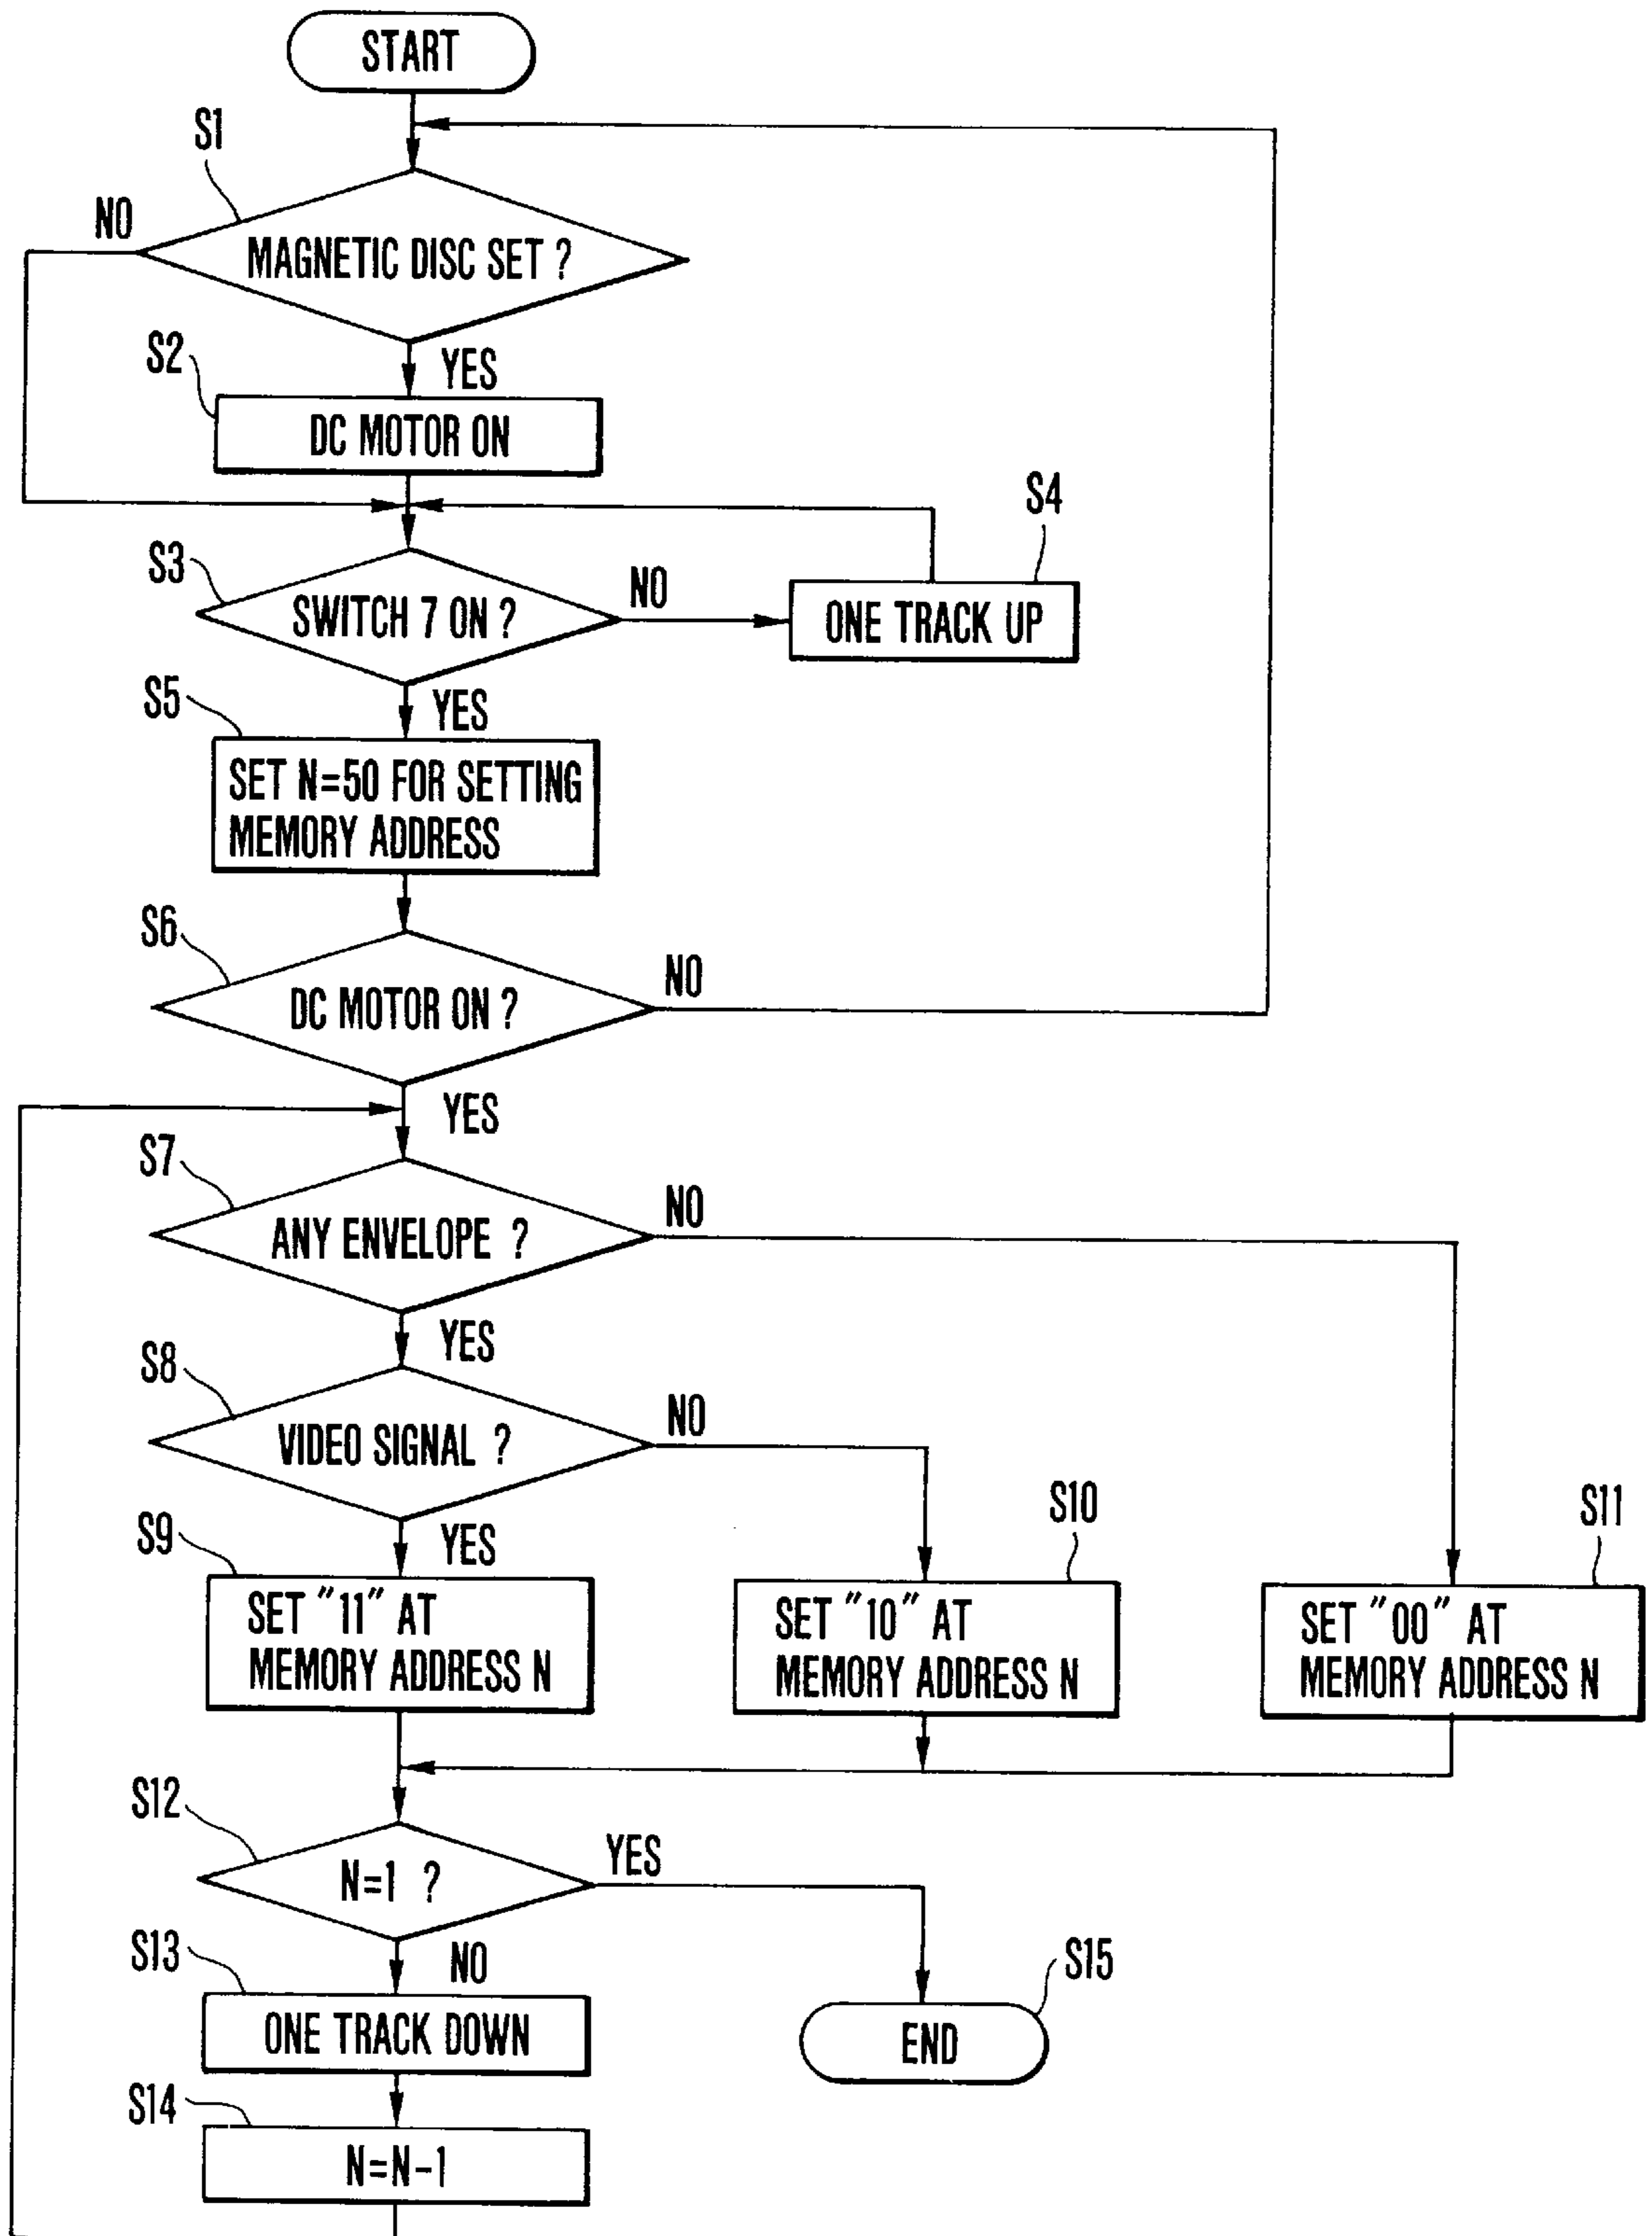 START
S1
NO
MAGNETIC DISC SET ?
S2
YES
DC MOTOR ON
S4
S3
SWITCH 7 ON ?
NO
ONE TRACK UP
S5
YES
SET N=50 FOR SETTING
MEMORY ADDRESS
S6
DC MOTOR ON ?
NO
YES
S7
ANY ENVELOPE ?
NO
YES
S8
VIDEO SIGNAL ?
NO
S9
YES
S10
S11
SET "11" AT
MEMORY ADDRESS N
SET "10" AT
MEMORY ADDRESS N
SET "00" AT
MEMORY ADDRESS N
S12
N=1 ?
YES
S13
NO
S15
ONE TRACK DOWN
END
S14
N=N-1